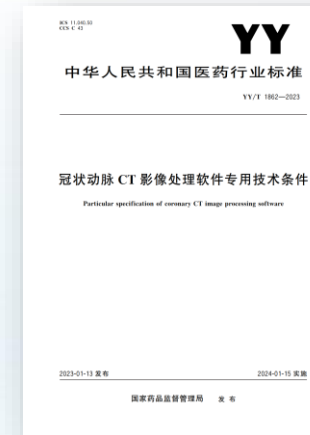 ICS 11.040.50
CCS C 43
YY
中华人民共和国医药行业标准
YY/T 1862—2023
冠状动脉 CT 影像处理软件专用技术条件
Particular specification of coronary CT image processing software
2023-01-13 发布
2024-01-15 实施
国家药品监督管理局 发 布